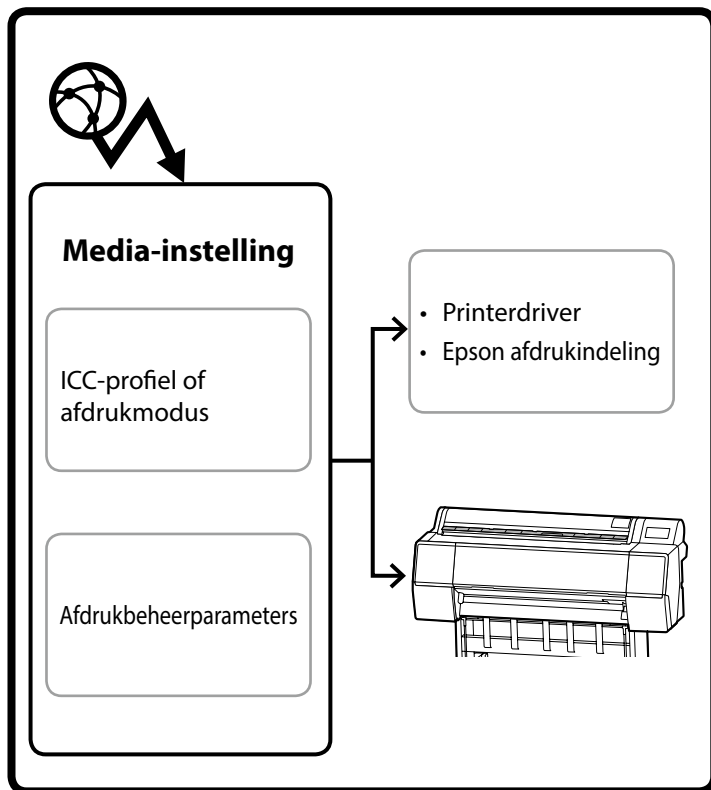 Media-instelling
ICC-profiel of
afdrukmodus
Afdrukbeheerparameters
• Printerdriver
• Epson afdrukindeling